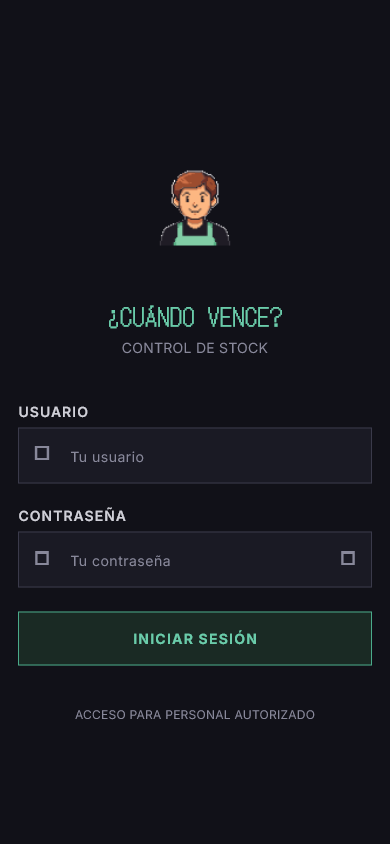 ¿CUÁNDO VENCE?
CONTROL DE STOCK
USUARIO
Tu usuario
CONTRASEÑA
Tu contraseña
INICIAR SESIÓN
ACCESO PARA PERSONAL AUTORIZADO